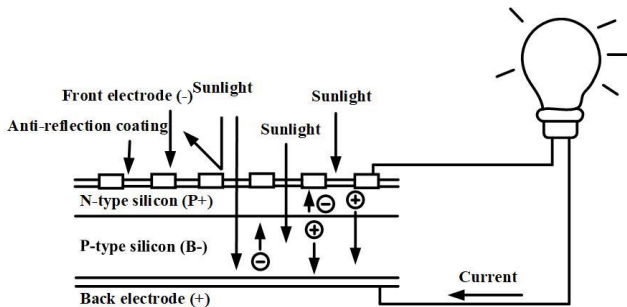 Sunlight
Front electrode (-)
Sunlight
Anti-reflection coating
Sunlight
N-type silicon (P+)
−
+
P-type silicon (B-)
+
−
Current
Back electrode (+)